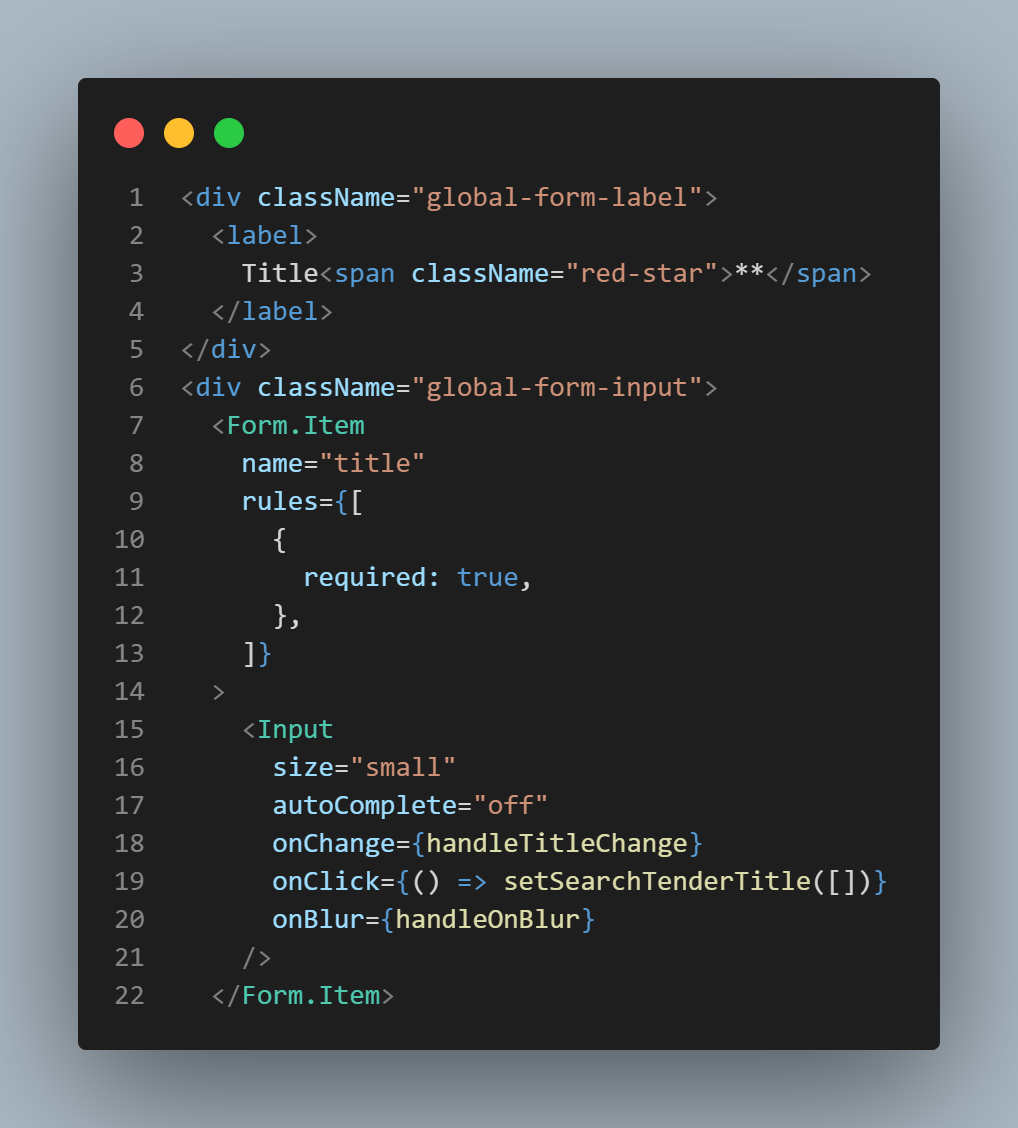 1 <div className="global-form-label">
2   <label>
3     Title<span className="red-star">**</span>
4   </label>
5 </div>
6 <div className="global-form-input">
7   <Form.Item
8     name="title"
9     rules={[
10       {
11         required: true,
12       },
13     ]}
14   >
15     <Input
16       size="small"
17       autoComplete="off"
18       onChange={handleTitleChange}
19       onClick={() => setSearchTenderTitle([])}
20       onBlur={handleOnBlur}
21     />
22   </Form.Item>